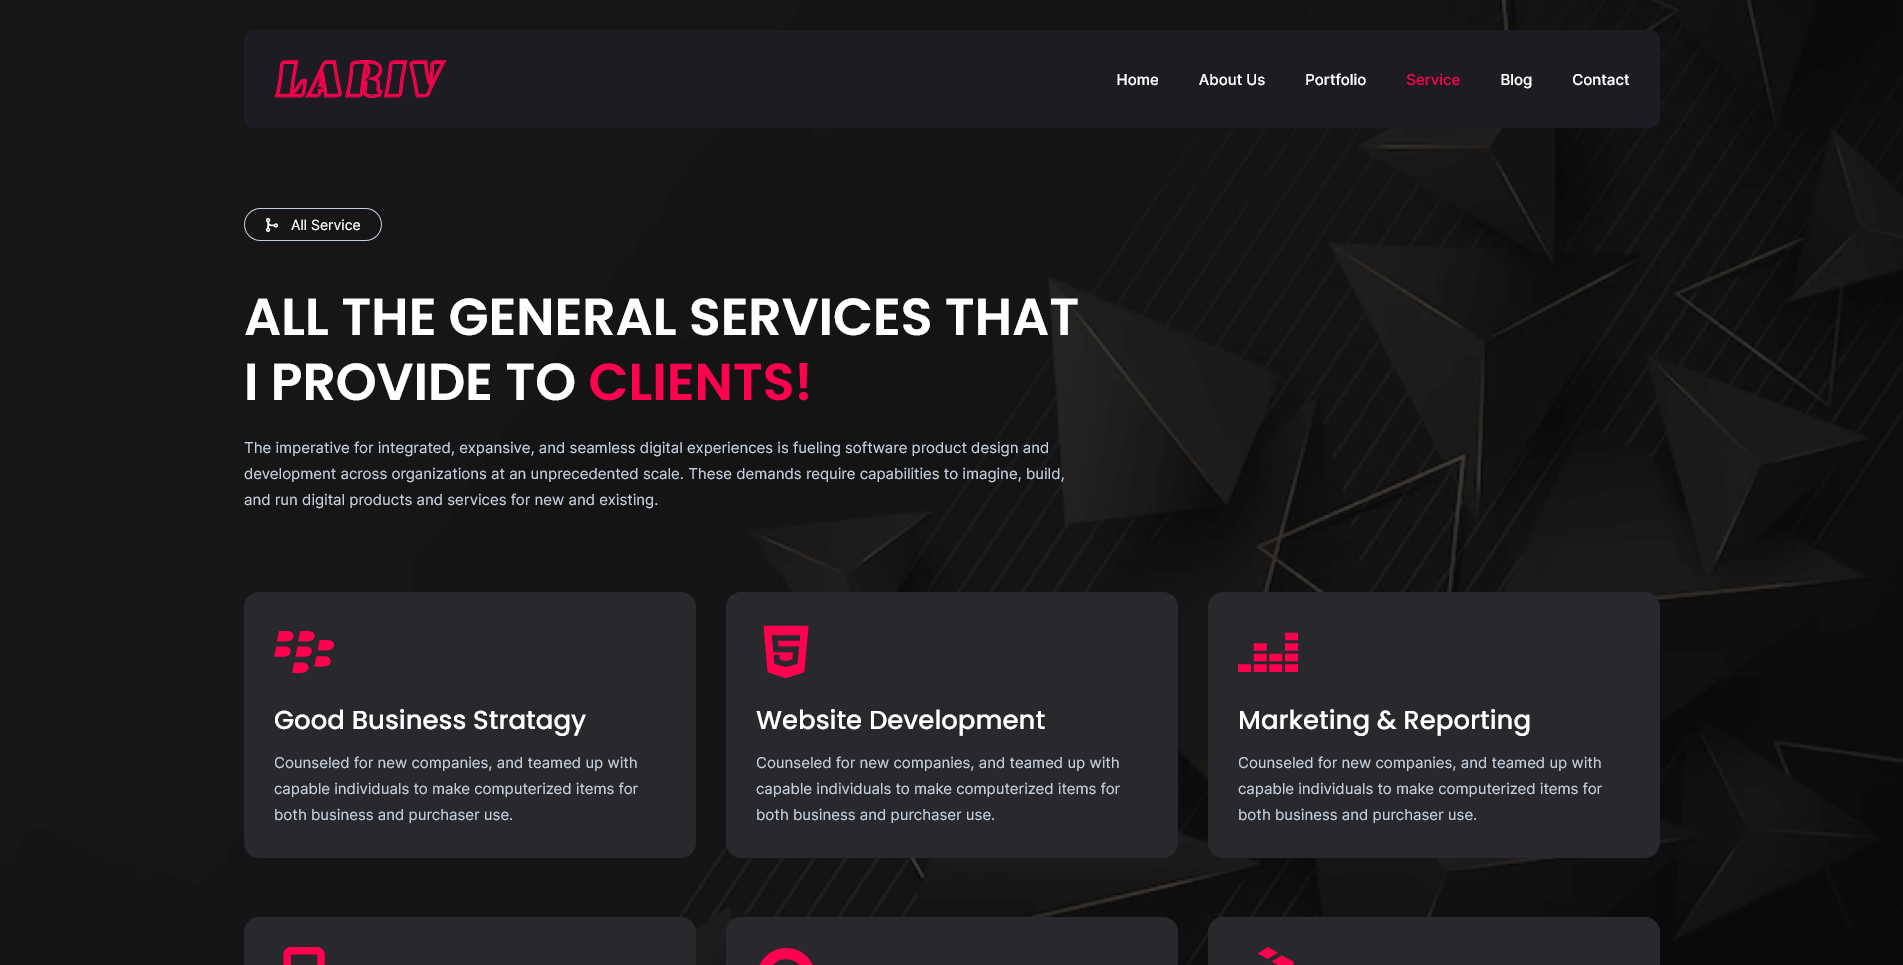 LARIV
Home
About Us
Portfolio
Service
Blog
Contact
All Service
ALL THE GENERAL SERVICES THAT
I PROVIDE TO CLIENTS!
The imperative for integrated, expansive, and seamless digital experiences is fueling software product design and
development across organizations at an unprecedented scale. These demands require capabilities to imagine, build,
and run digital products and services for new and existing.
Good Business Stratagy
Counseled for new companies, and teamed up with
capable individuals to make computerized items for
both business and purchaser use.
Website Development
Counseled for new companies, and teamed up with
capable individuals to make computerized items for
both business and purchaser use.
Marketing & Reporting
Counseled for new companies, and teamed up with
capable individuals to make computerized items for
both business and purchaser use.